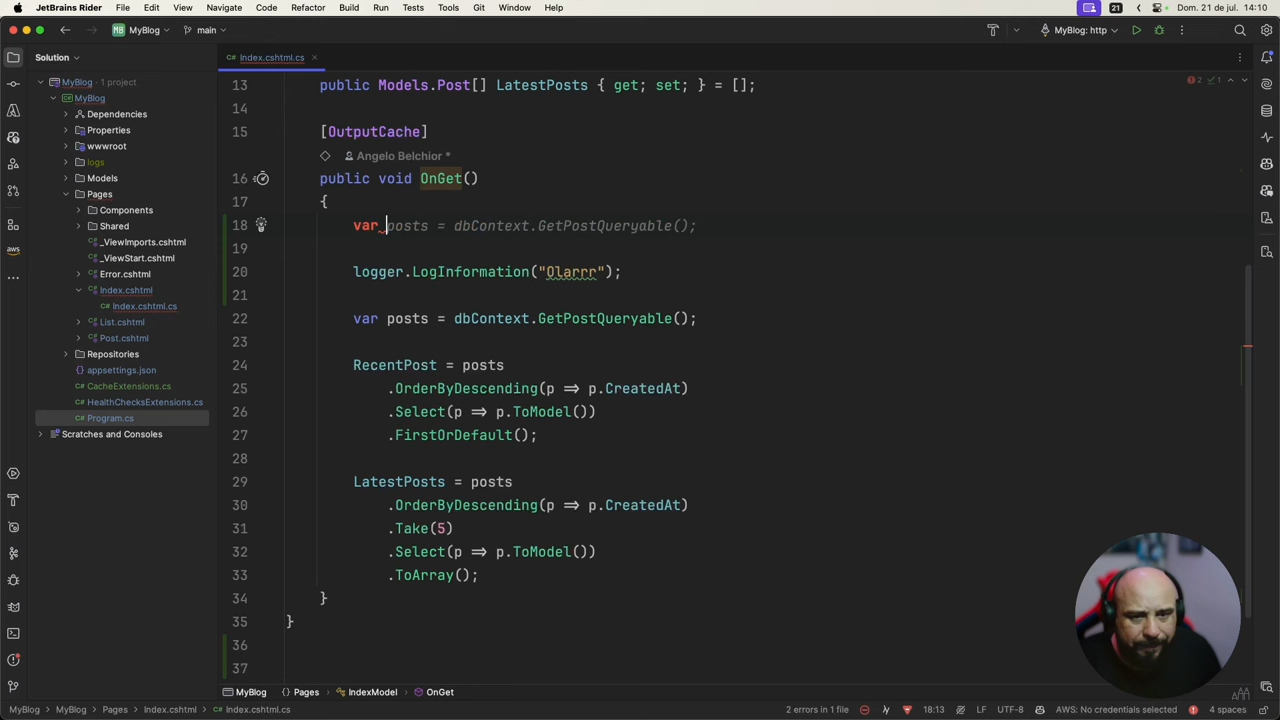 JetBrains Rider File Edit View Navigate Code Refactor Build Run Tests Tools Git Window Help 21 Dom. 21 de jul. 14:10
MB MyBlog main MyBlog: http
Solution
C# Index.cshtml.cs
MyBlog 1 project
MyBlog
Dependencies
Properties
wwwroot
logs
Models
Pages
Components
Shared
_ViewImports.cshtml
_ViewStart.cshtml
Error.cshtml
Index.cshtml
C# Index.cshtml.cs
List.cshtml
Post.cshtml
Repositories
appsettings.json
C# CacheExtensions.cs
C# HealthChecksExtensions.cs
C# Program.cs
Scratches and Consoles
aws
2 1
13 public Models.Post[] LatestPosts { get; set; } = [];
14
15 [OutputCache]
Angelo Belchior *
16 public void OnGet()
17 {
18 var posts = dbContext.GetPostQueryable();
19
20 logger.LogInformation("Olarrr");
21
22 var posts = dbContext.GetPostQueryable();
23
24 RecentPost = posts
25 .OrderByDescending(p => p.CreatedAt)
26 .Select(p => p.ToModel())
27 .FirstOrDefault();
28
29 LatestPosts = posts
30 .OrderByDescending(p => p.CreatedAt)
31 .Take(5)
32 .Select(p => p.ToModel())
33 .ToArray();
34 }
35 }
36
37
MyBlog Pages IndexModel OnGet
MyBlog > MyBlog > Pages > Index.cshtml > C# Index.cshtml.cs 2 errors in 1 file 18:13 LF UTF-8 AWS: No credentials selected 4 spaces